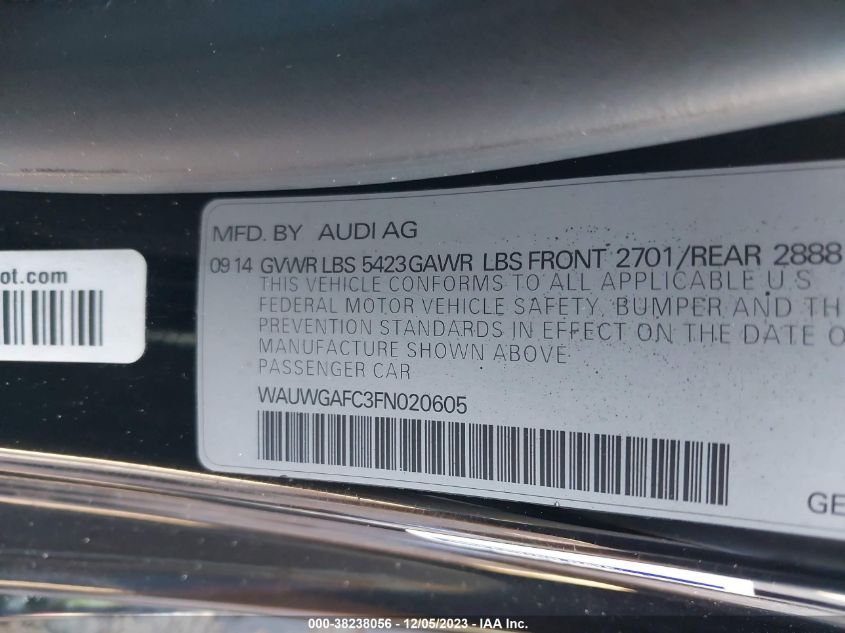 MFD. BY AUDI AG
09 14 GVWR LBS 5423 GAWR LBS FRONT 2701/REAR 2888
THIS VEHICLE CONFORMS TO ALL APPLICABLE U.S
FEDERAL MOTOR VEHICLE SAFETY, BUMPER AND TH
PREVENTION STANDARDS IN EFFECT ON THE DATE O
MANUFACTURE SHOWN ABOVE
PASSENGER CAR
WAUWGAFC3FN020605
GE
ot.com
000-38238056 - 12/05/2023 - IAA Inc.